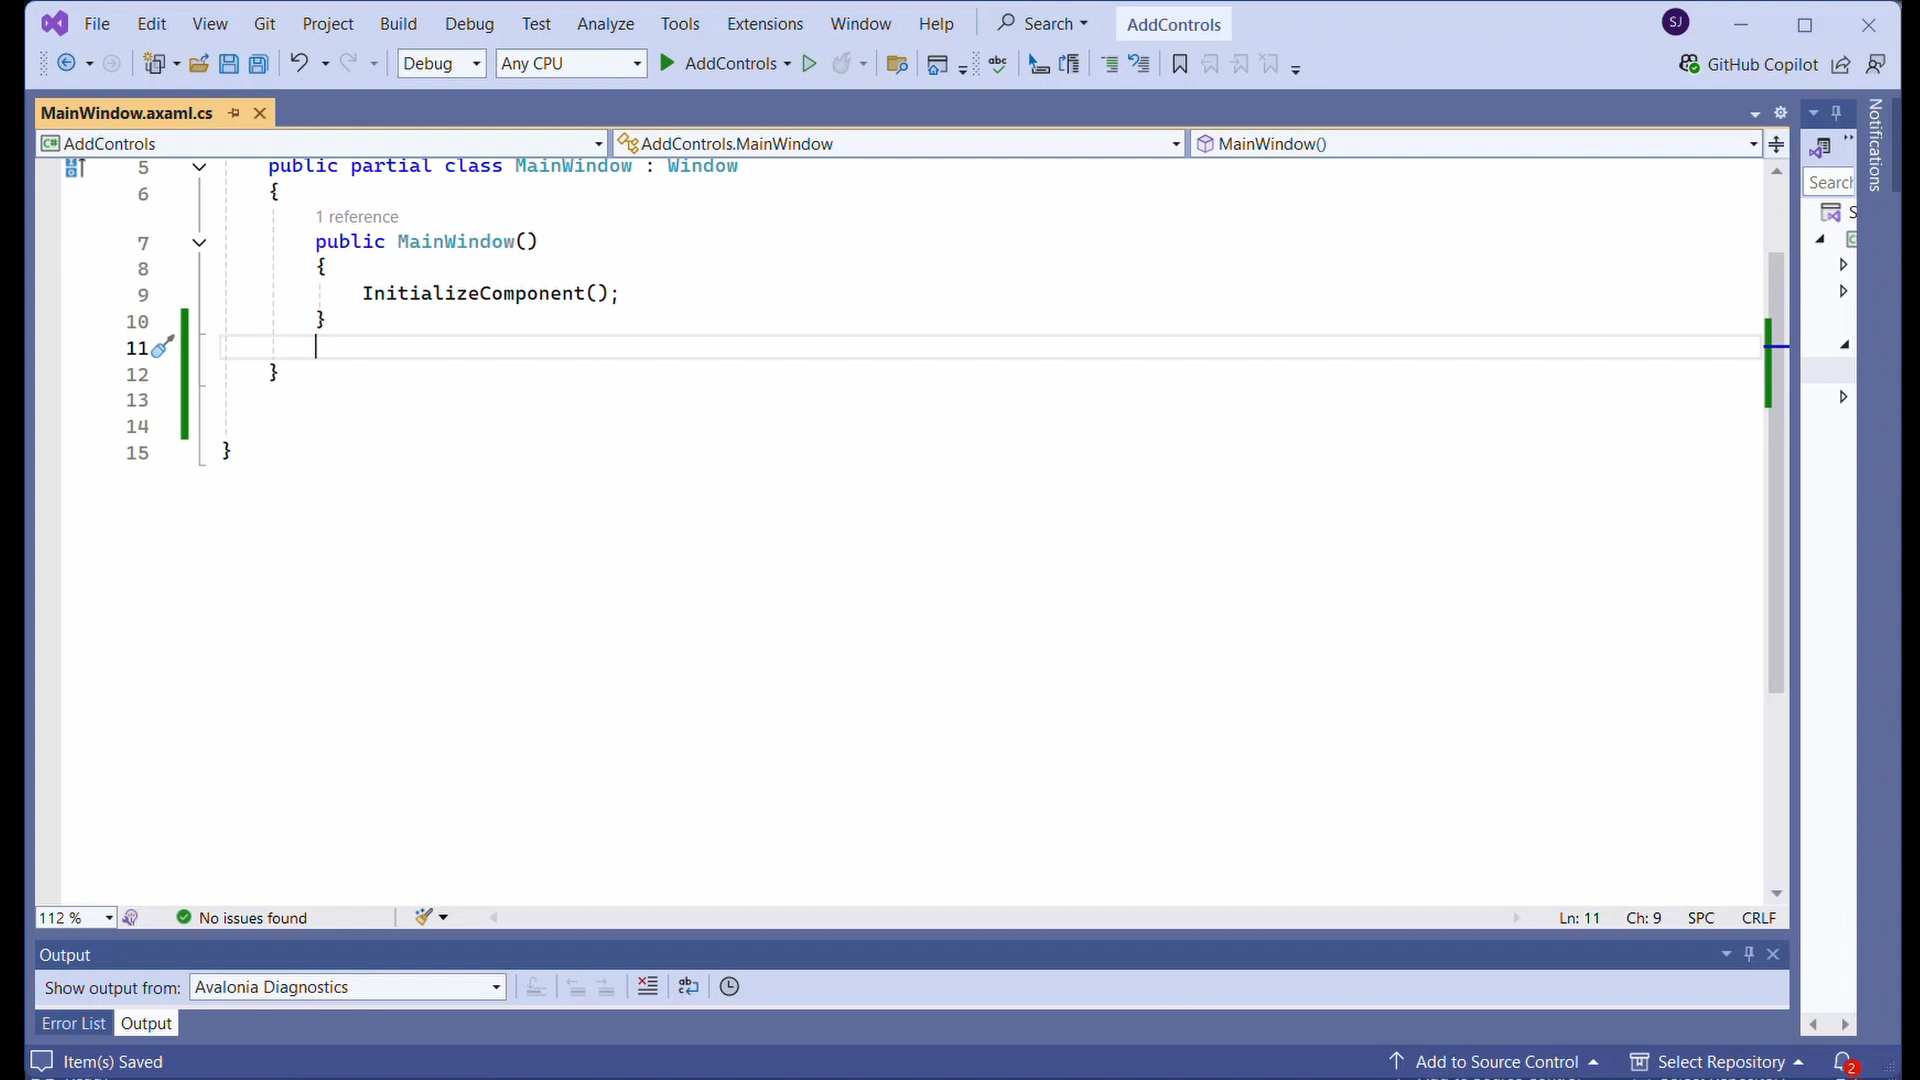 File Edit View Git Project Build Debug Test Analyze Tools Extensions Window Help Search AddControls SJ
Debug Any CPU AddControls GitHub Copilot
MainWindow.axaml.cs
AddControls AddControls.MainWindow MainWindow()
5 public partial class MainWindow : Window
6 {
1 reference
7 public MainWindow()
8 {
9 InitializeComponent();
10 }
11
12 }
13
14
15 }
Notifications
Search
S
112 % No issues found Ln: 11 Ch: 9 SPC CRLF
Output
Show output from: Avalonia Diagnostics
Error List Output
Item(s) Saved Add to Source Control Select Repository 2